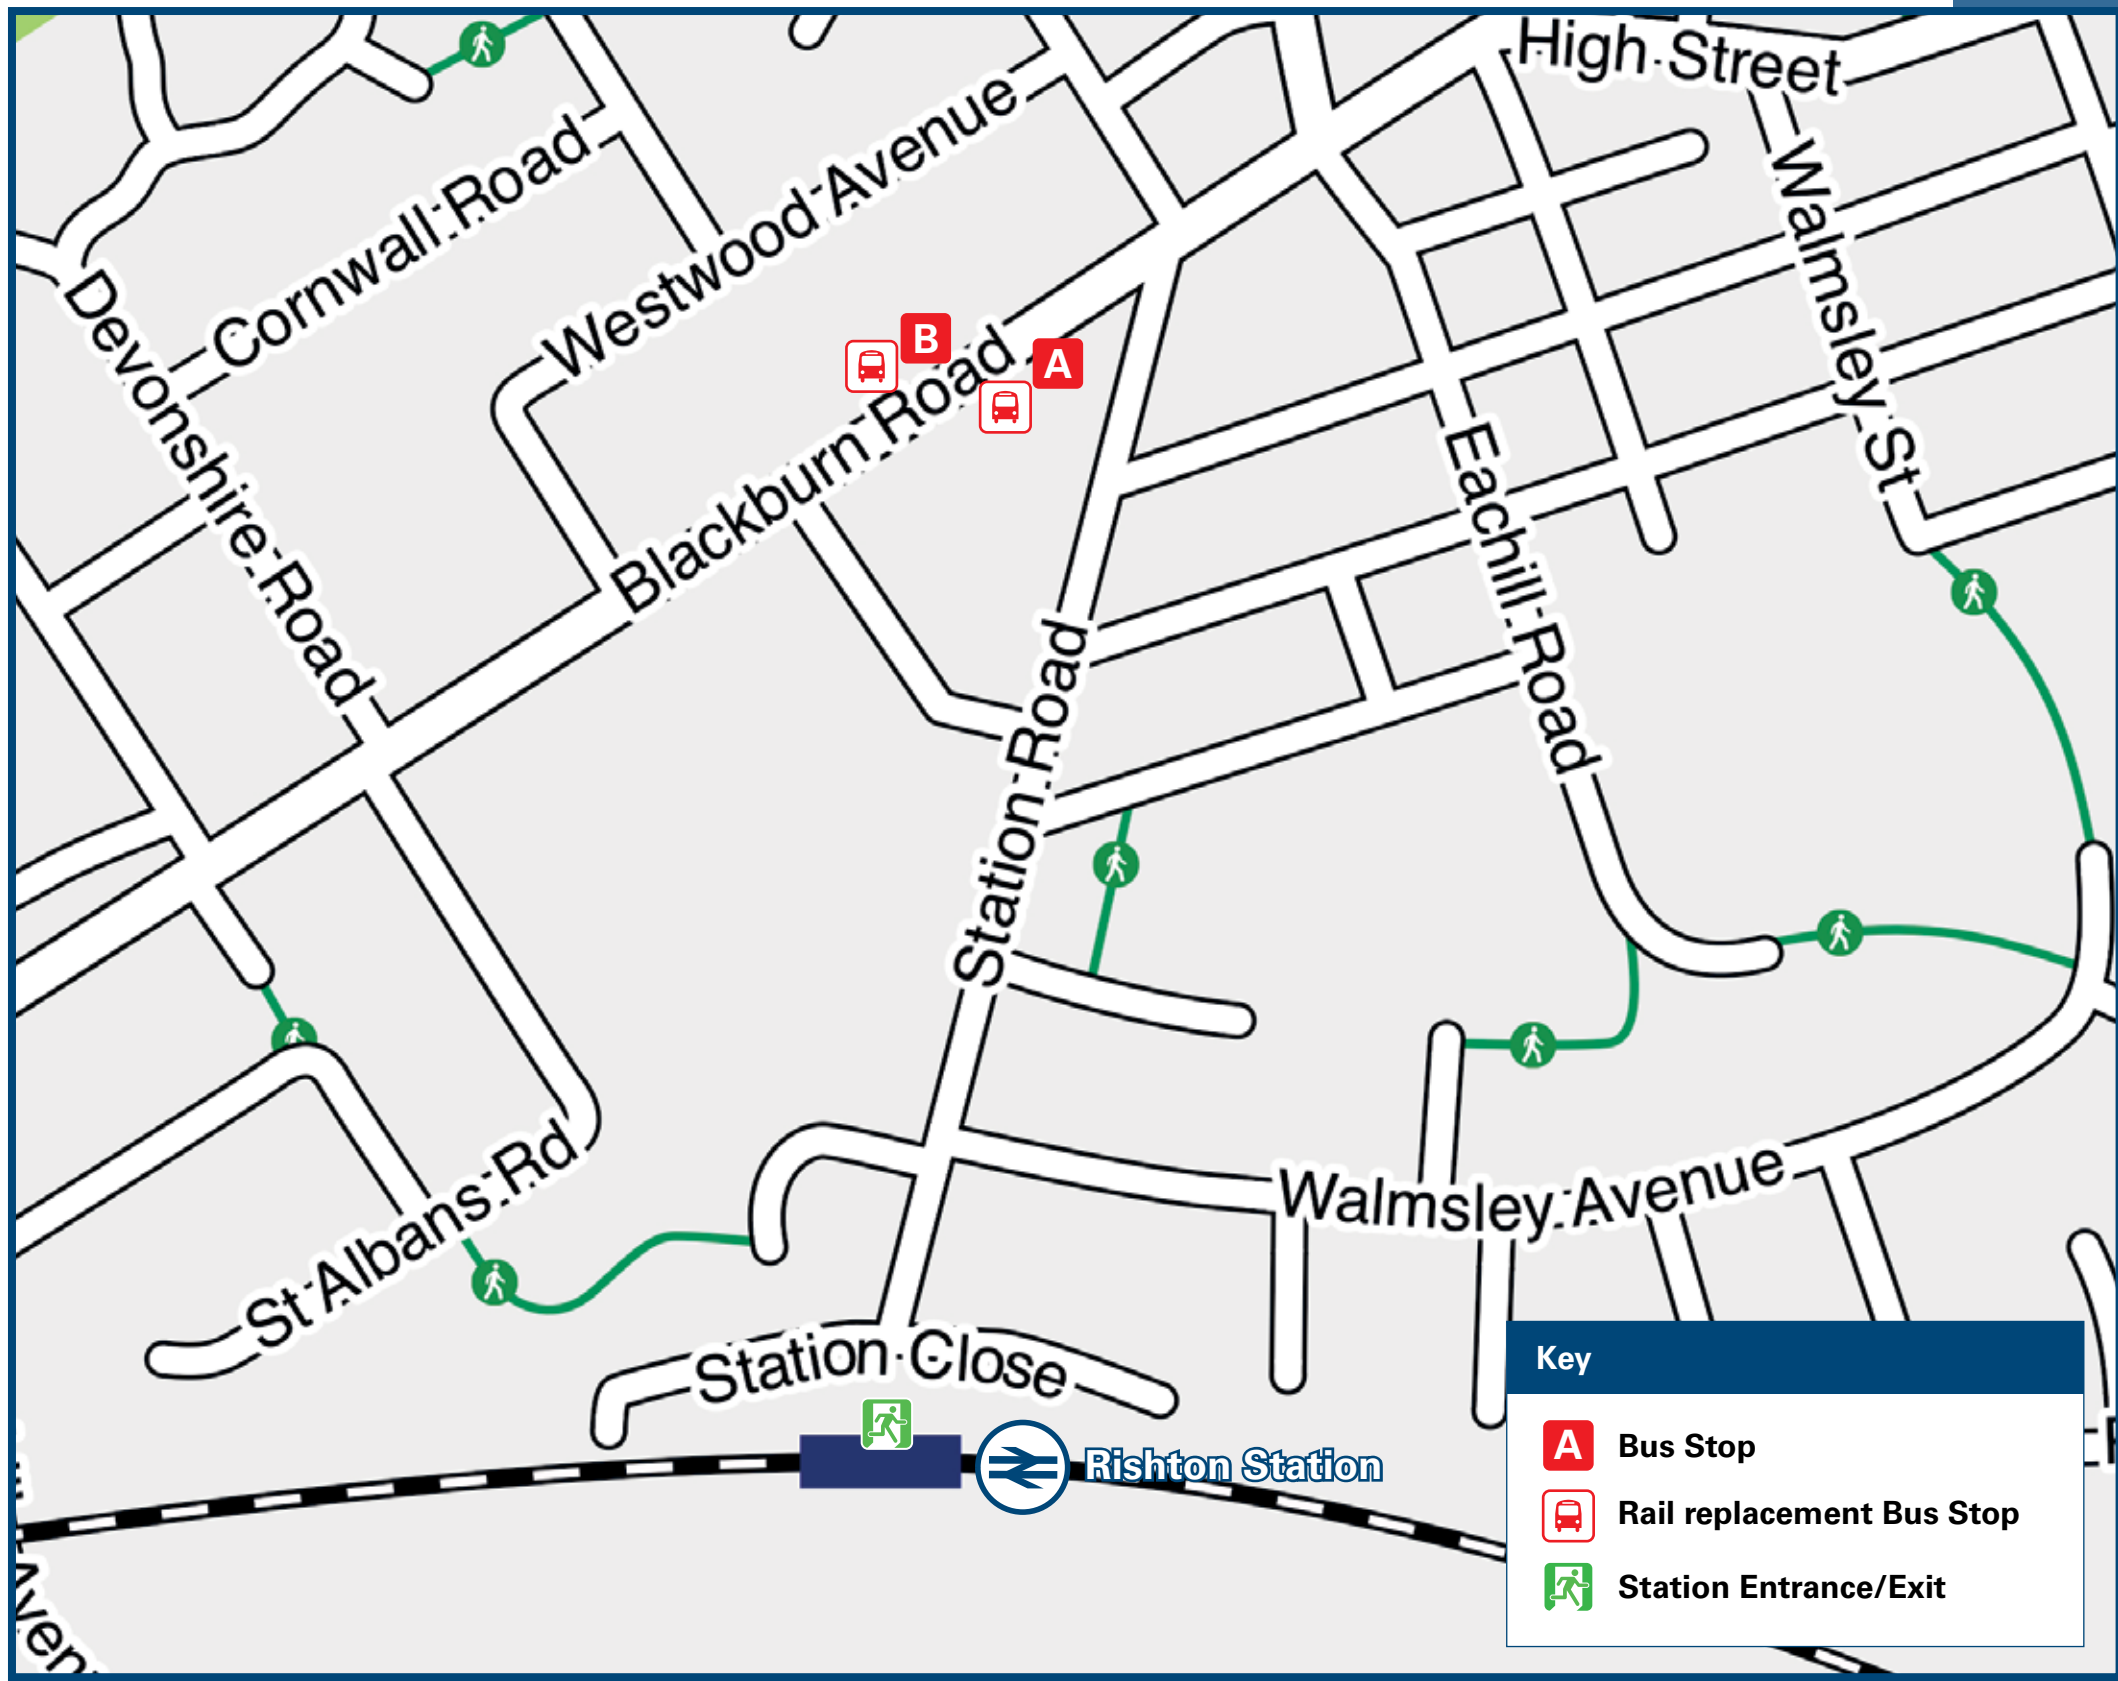 High Street
Cornwall Road
Westwood Avenue
Walmsley St
Devonshire Road
B
A
Blackburn Road
Eachill Road
Station Road
St Albans Rd
Walmsley Avenue
Station Close
Rishton Station
Key
A Bus Stop
Rail replacement Bus Stop
Station Entrance/Exit